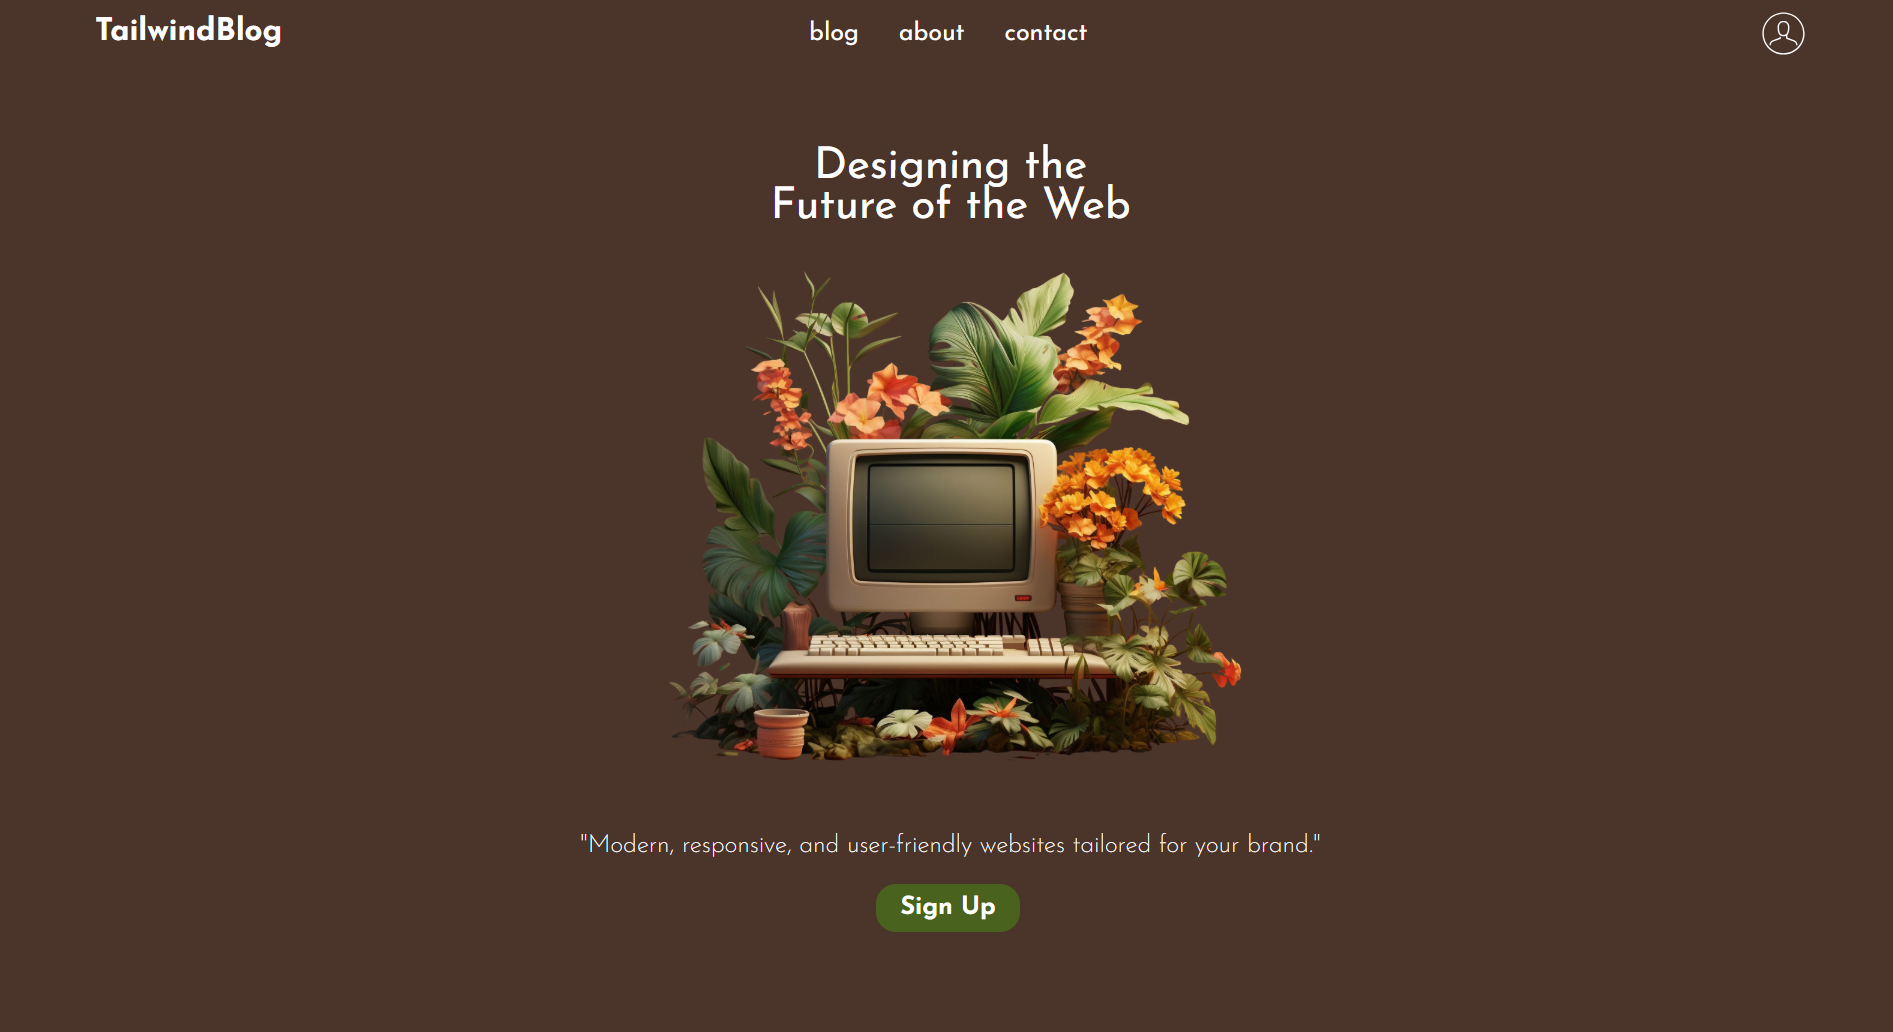 TailwindBlog
blog about contact
Designing the
Future of the Web
"Modern, responsive, and user-friendly websites tailored for your brand."
Sign Up